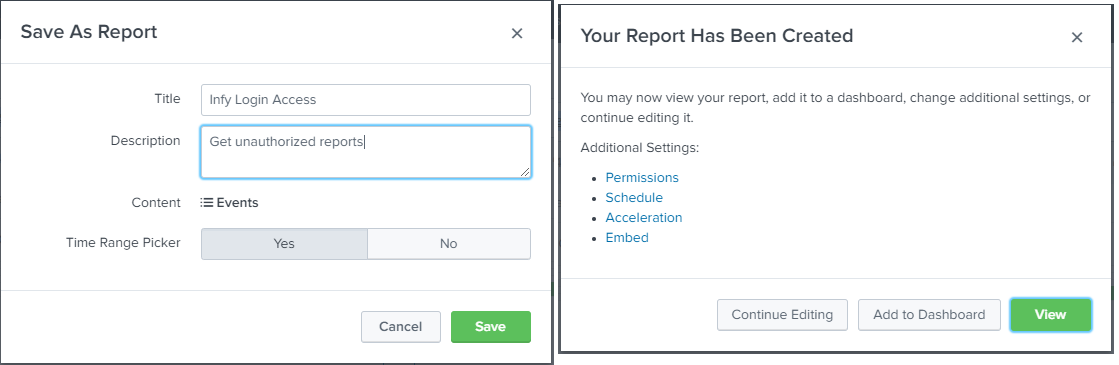 Save As Report
×
Title
Infy Login Access
Description
Get unauthorized reports
Content
Events
Time Range Picker
Yes
No
Cancel
Save
Your Report Has Been Created
×
You may now view your report, add it to a dashboard, change additional settings, or
continue editing it.
Additional Settings:
• Permissions
• Schedule
• Acceleration
• Embed
Continue Editing
Add to Dashboard
View